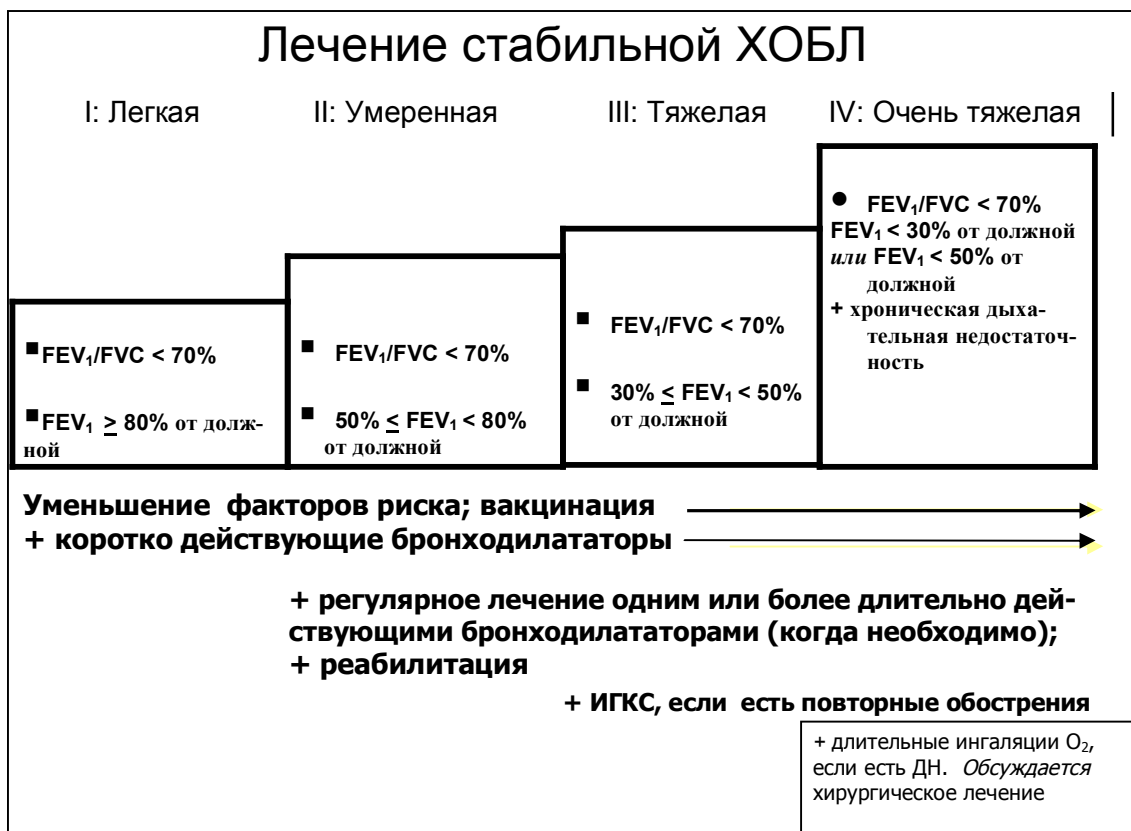 Лечение стабильной ХОБЛ
I: Легкая
II: Умеренная
III: Тяжелая
IV: Очень тяжелая
▪FEV₁/FVC < 70%
▪FEV₁ ≥ 80% от долж-
ной
▪ FEV₁/FVC < 70%
▪ 50% ≤ FEV₁ < 80%
от должной
▪ FEV₁/FVC < 70%
▪ 30% ≤ FEV₁ < 50%
от должной
● FEV₁/FVC < 70%
FEV₁ < 30% от должной
или FEV₁ < 50% от
должной
+ хроническая дыха-
тельная недостаточ-
ность
Уменьшение факторов риска; вакцинация
+ коротко действующие бронходилататоры
+ регулярное лечение одним или более длительно дей-
ствующими бронходилататорами (когда необходимо);
+ реабилитация
+ ИГКС, если есть повторные обострения
+ длительные ингаляции O₂,
если есть ДН. Обсуждается
хирургическое лечение